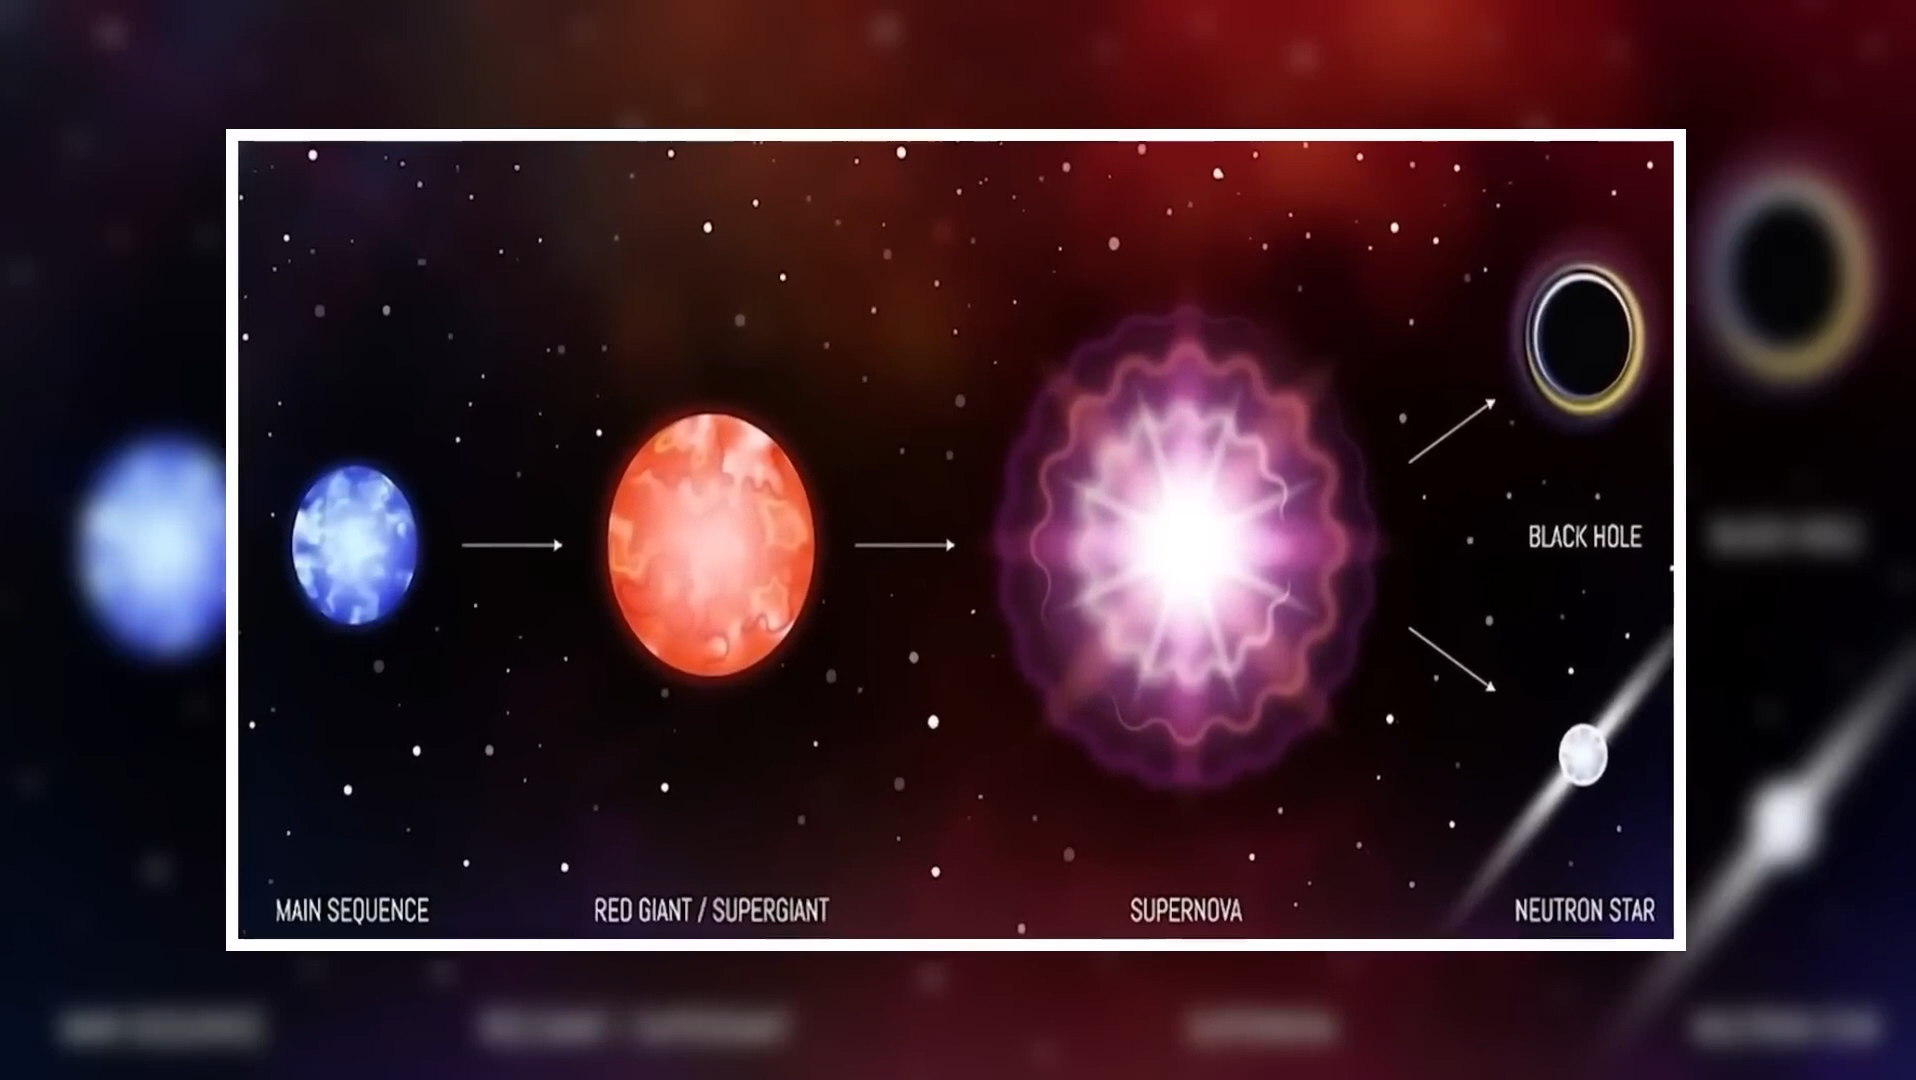 BLACK HOLE
MAIN SEQUENCE
RED GIANT / SUPERGIANT
SUPERNOVA
NEUTRON STAR